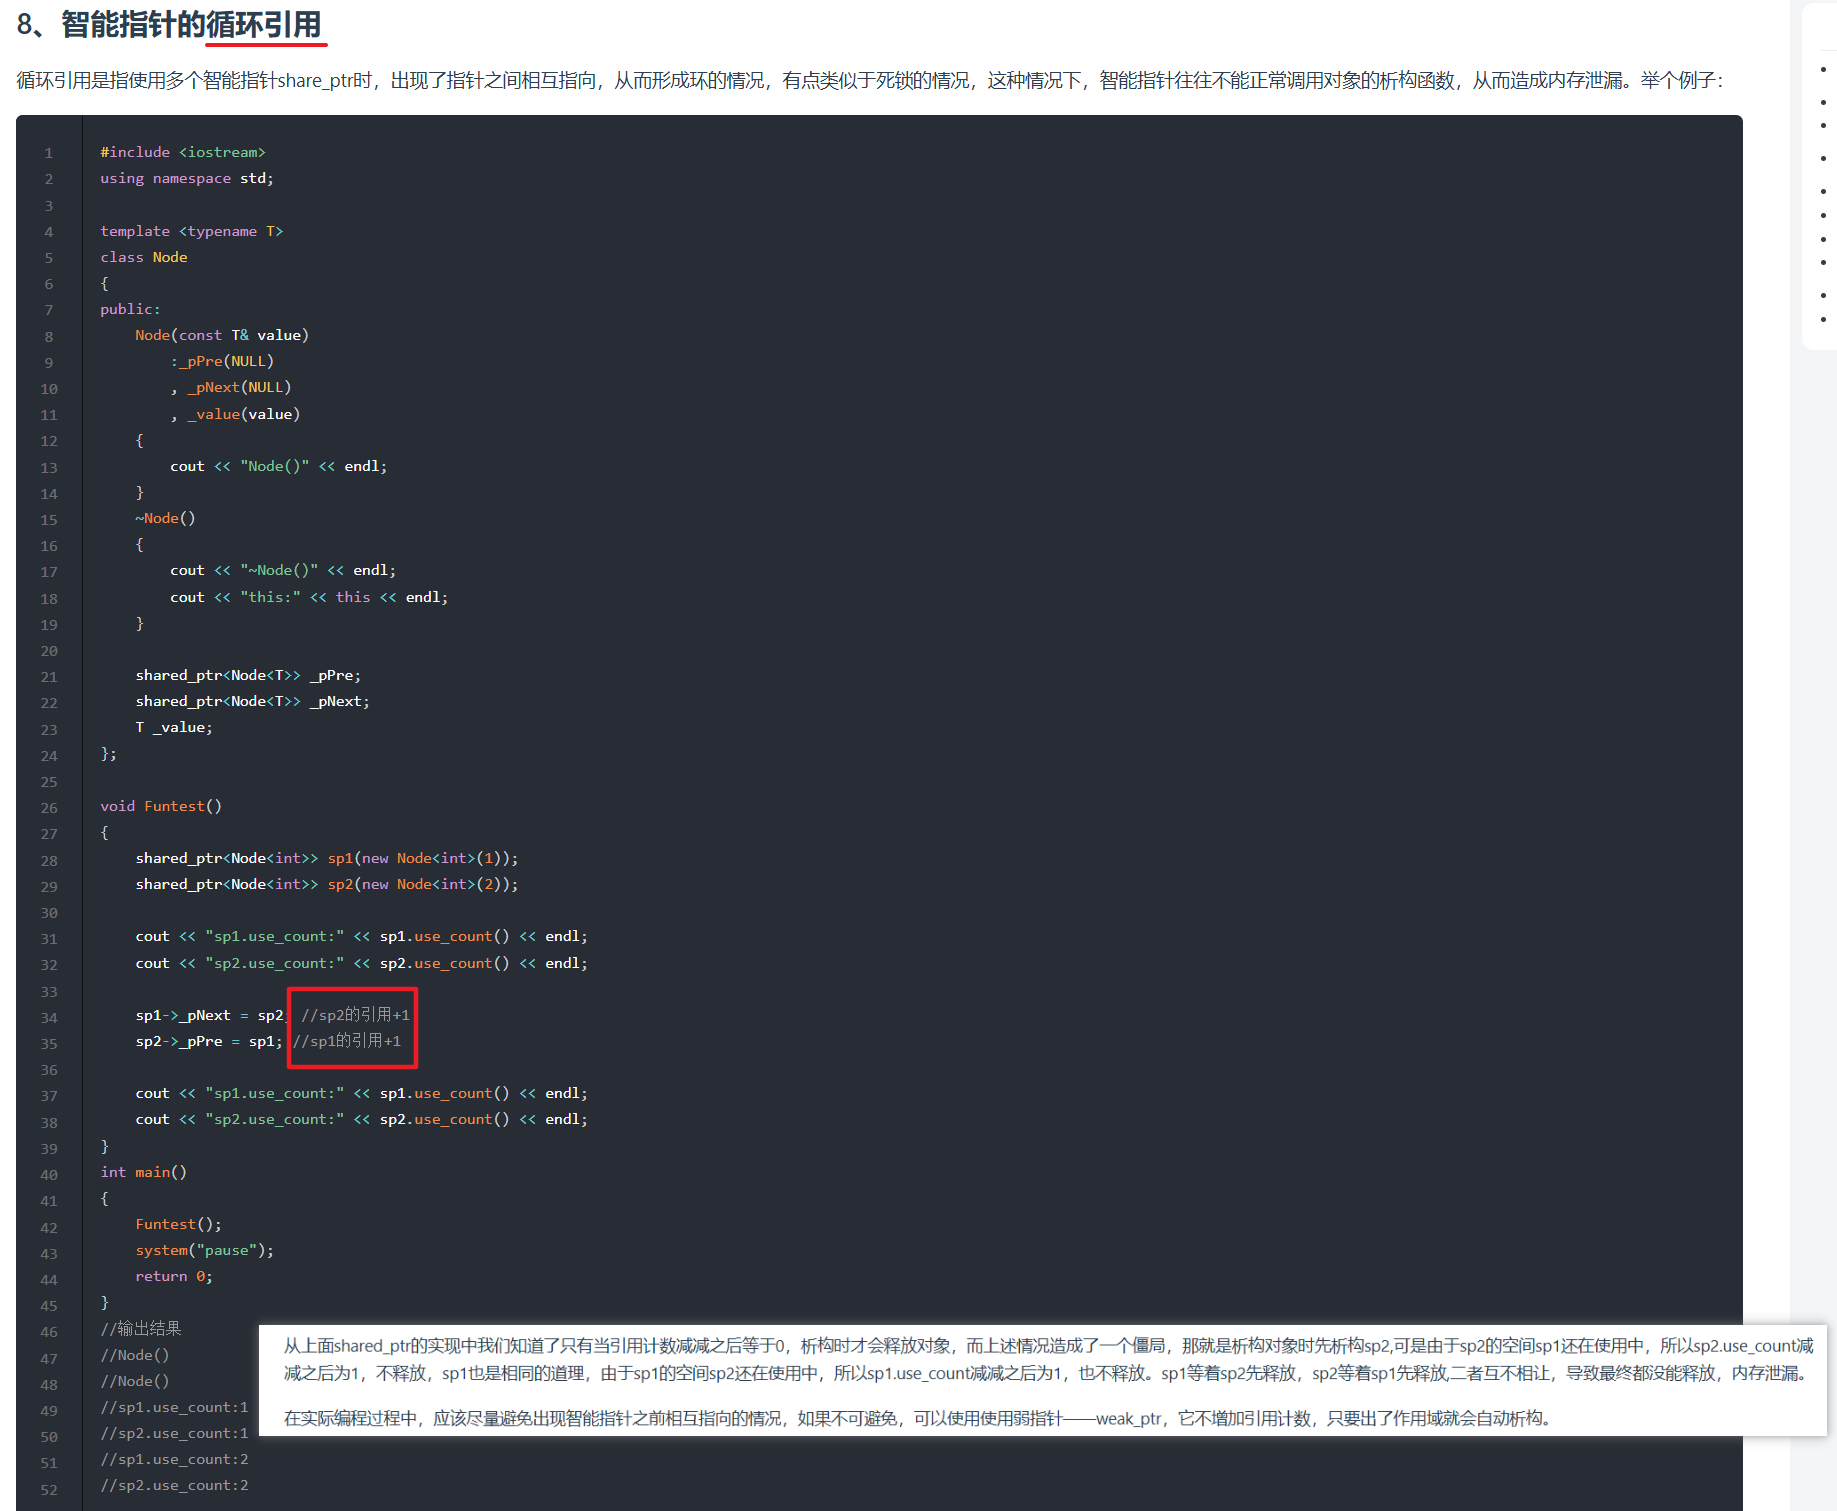 8、智能指针的循环引用
循环引用是指使用多个智能指针share_ptr时，出现了指针之间相互指向，从而形成环的情况，有点类似于死锁的情况，这种情况下，智能指针往往不能正常调用对象的析构函数，从而造成内存泄漏。举个例子：
1 #include <iostream>
2 using namespace std;
3
4 template <typename T>
5 class Node
6 {
7 public:
8     Node(const T& value)
9         :_pPre(NULL)
10         , _pNext(NULL)
11         , _value(value)
12     {
13         cout << "Node()" << endl;
14     }
15     ~Node()
16     {
17         cout << "~Node()" << endl;
18         cout << "this:" << this << endl;
19     }
20
21     shared_ptr<Node<T>> _pPre;
22     shared_ptr<Node<T>> _pNext;
23     T _value;
24 };
25
26 void Funtest()
27 {
28     shared_ptr<Node<int>> sp1(new Node<int>(1));
29     shared_ptr<Node<int>> sp2(new Node<int>(2));
30
31     cout << "sp1.use_count:" << sp1.use_count() << endl;
32     cout << "sp2.use_count:" << sp2.use_count() << endl;
33
34     sp1->_pNext = sp2; //sp2的引用+1
35     sp2->_pPre = sp1; //sp1的引用+1
36
37     cout << "sp1.use_count:" << sp1.use_count() << endl;
38     cout << "sp2.use_count:" << sp2.use_count() << endl;
39 }
40 int main()
41 {
42     Funtest();
43     system("pause");
44     return 0;
45 }
46 //输出结果
47 //Node()
48 //Node()
49 //sp1.use_count:1
50 //sp2.use_count:1
51 //sp1.use_count:2
52 //sp2.use_count:2
从上面shared_ptr的实现中我们知道了只有当引用计数减减之后等于0，析构时才会释放对象，而上述情况造成了一个僵局，那就是析构对象时先析构sp2,可是由于sp2的空间sp1还在使用中，所以sp2.use_count减
减之后为1，不释放，sp1也是相同的道理，由于sp1的空间sp2还在使用中，所以sp1.use_count减减之后为1，也不释放。sp1等着sp2先释放，sp2等着sp1先释放,二者互不相让，导致最终都没能释放，内存泄漏。
在实际编程过程中，应该尽量避免出现智能指针之前相互指向的情况，如果不可避免，可以使用使用弱指针——weak_ptr，它不增加引用计数，只要出了作用域就会自动析构。